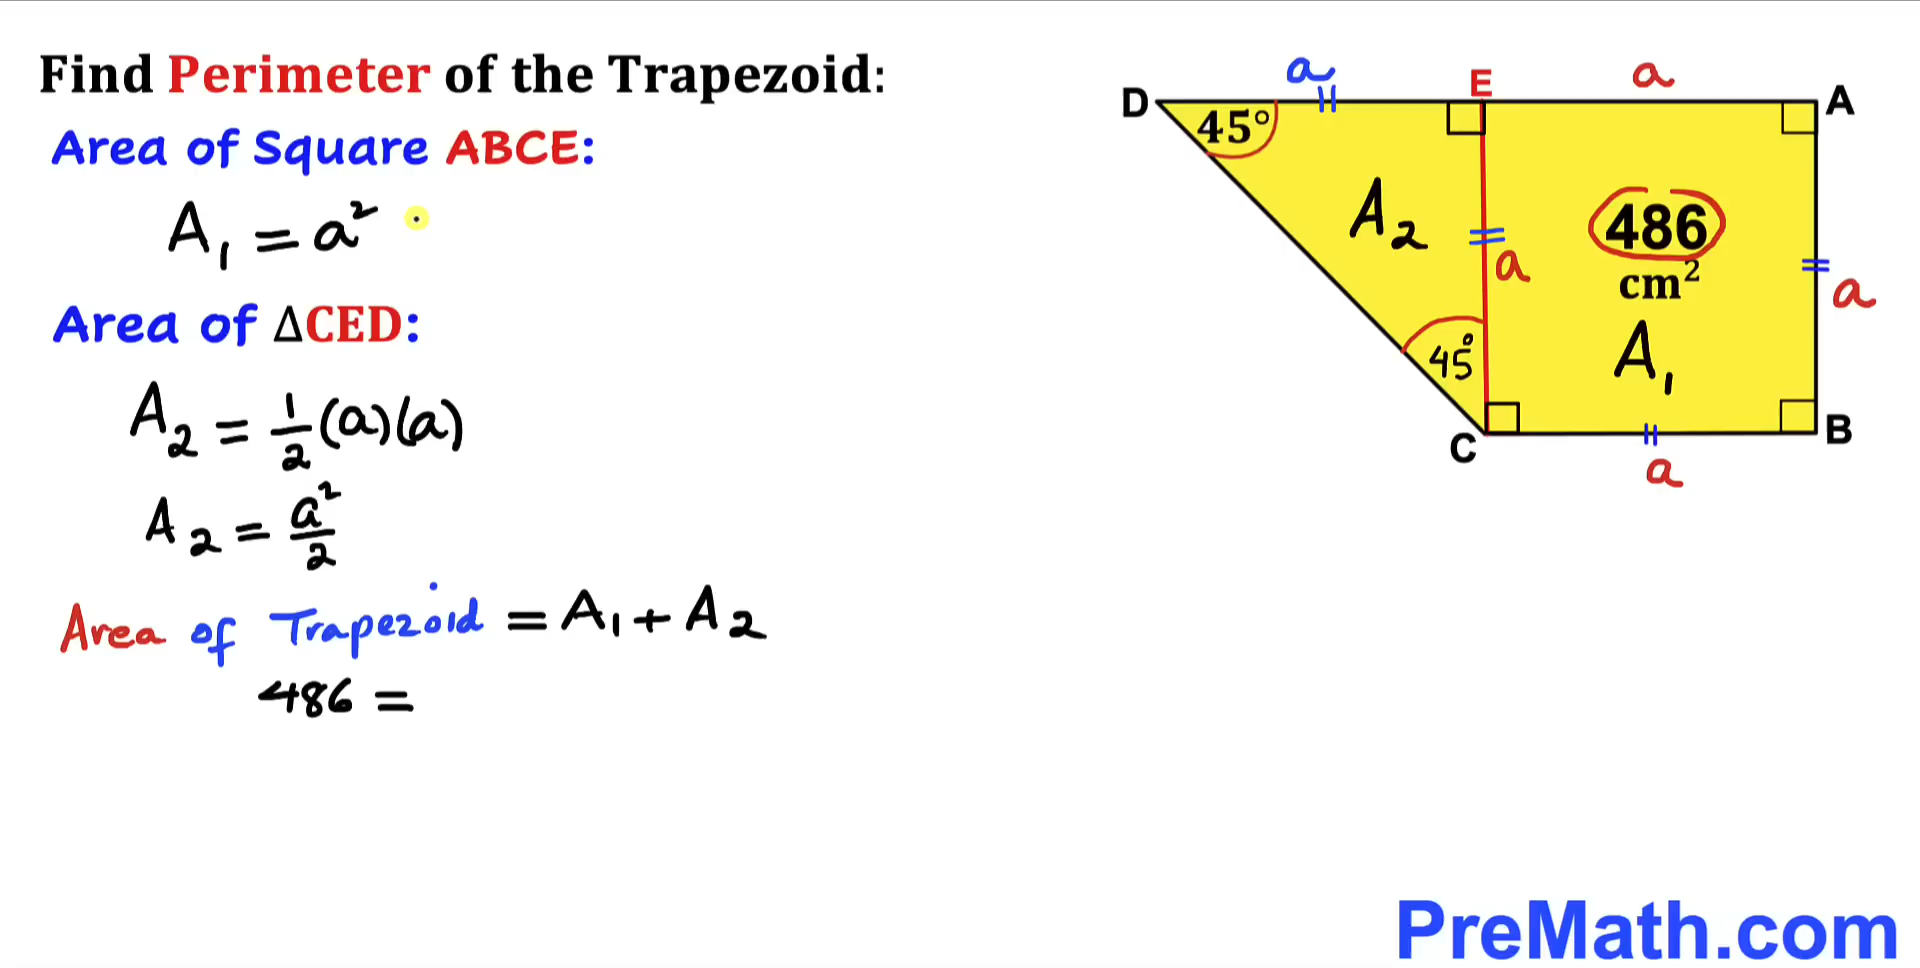 Find Perimeter of the Trapezoid:
Area of Square ABCE:
A₁ = a²
Area of ΔCED:
A₂ = 1/2 (a)(a)
A₂ = a²/2
Area of Trapezoid = A₁ + A₂
486 =
a E a
D 45° A
A₂ 486
cm²
a a
45° A₁
C B
a
PreMath.com